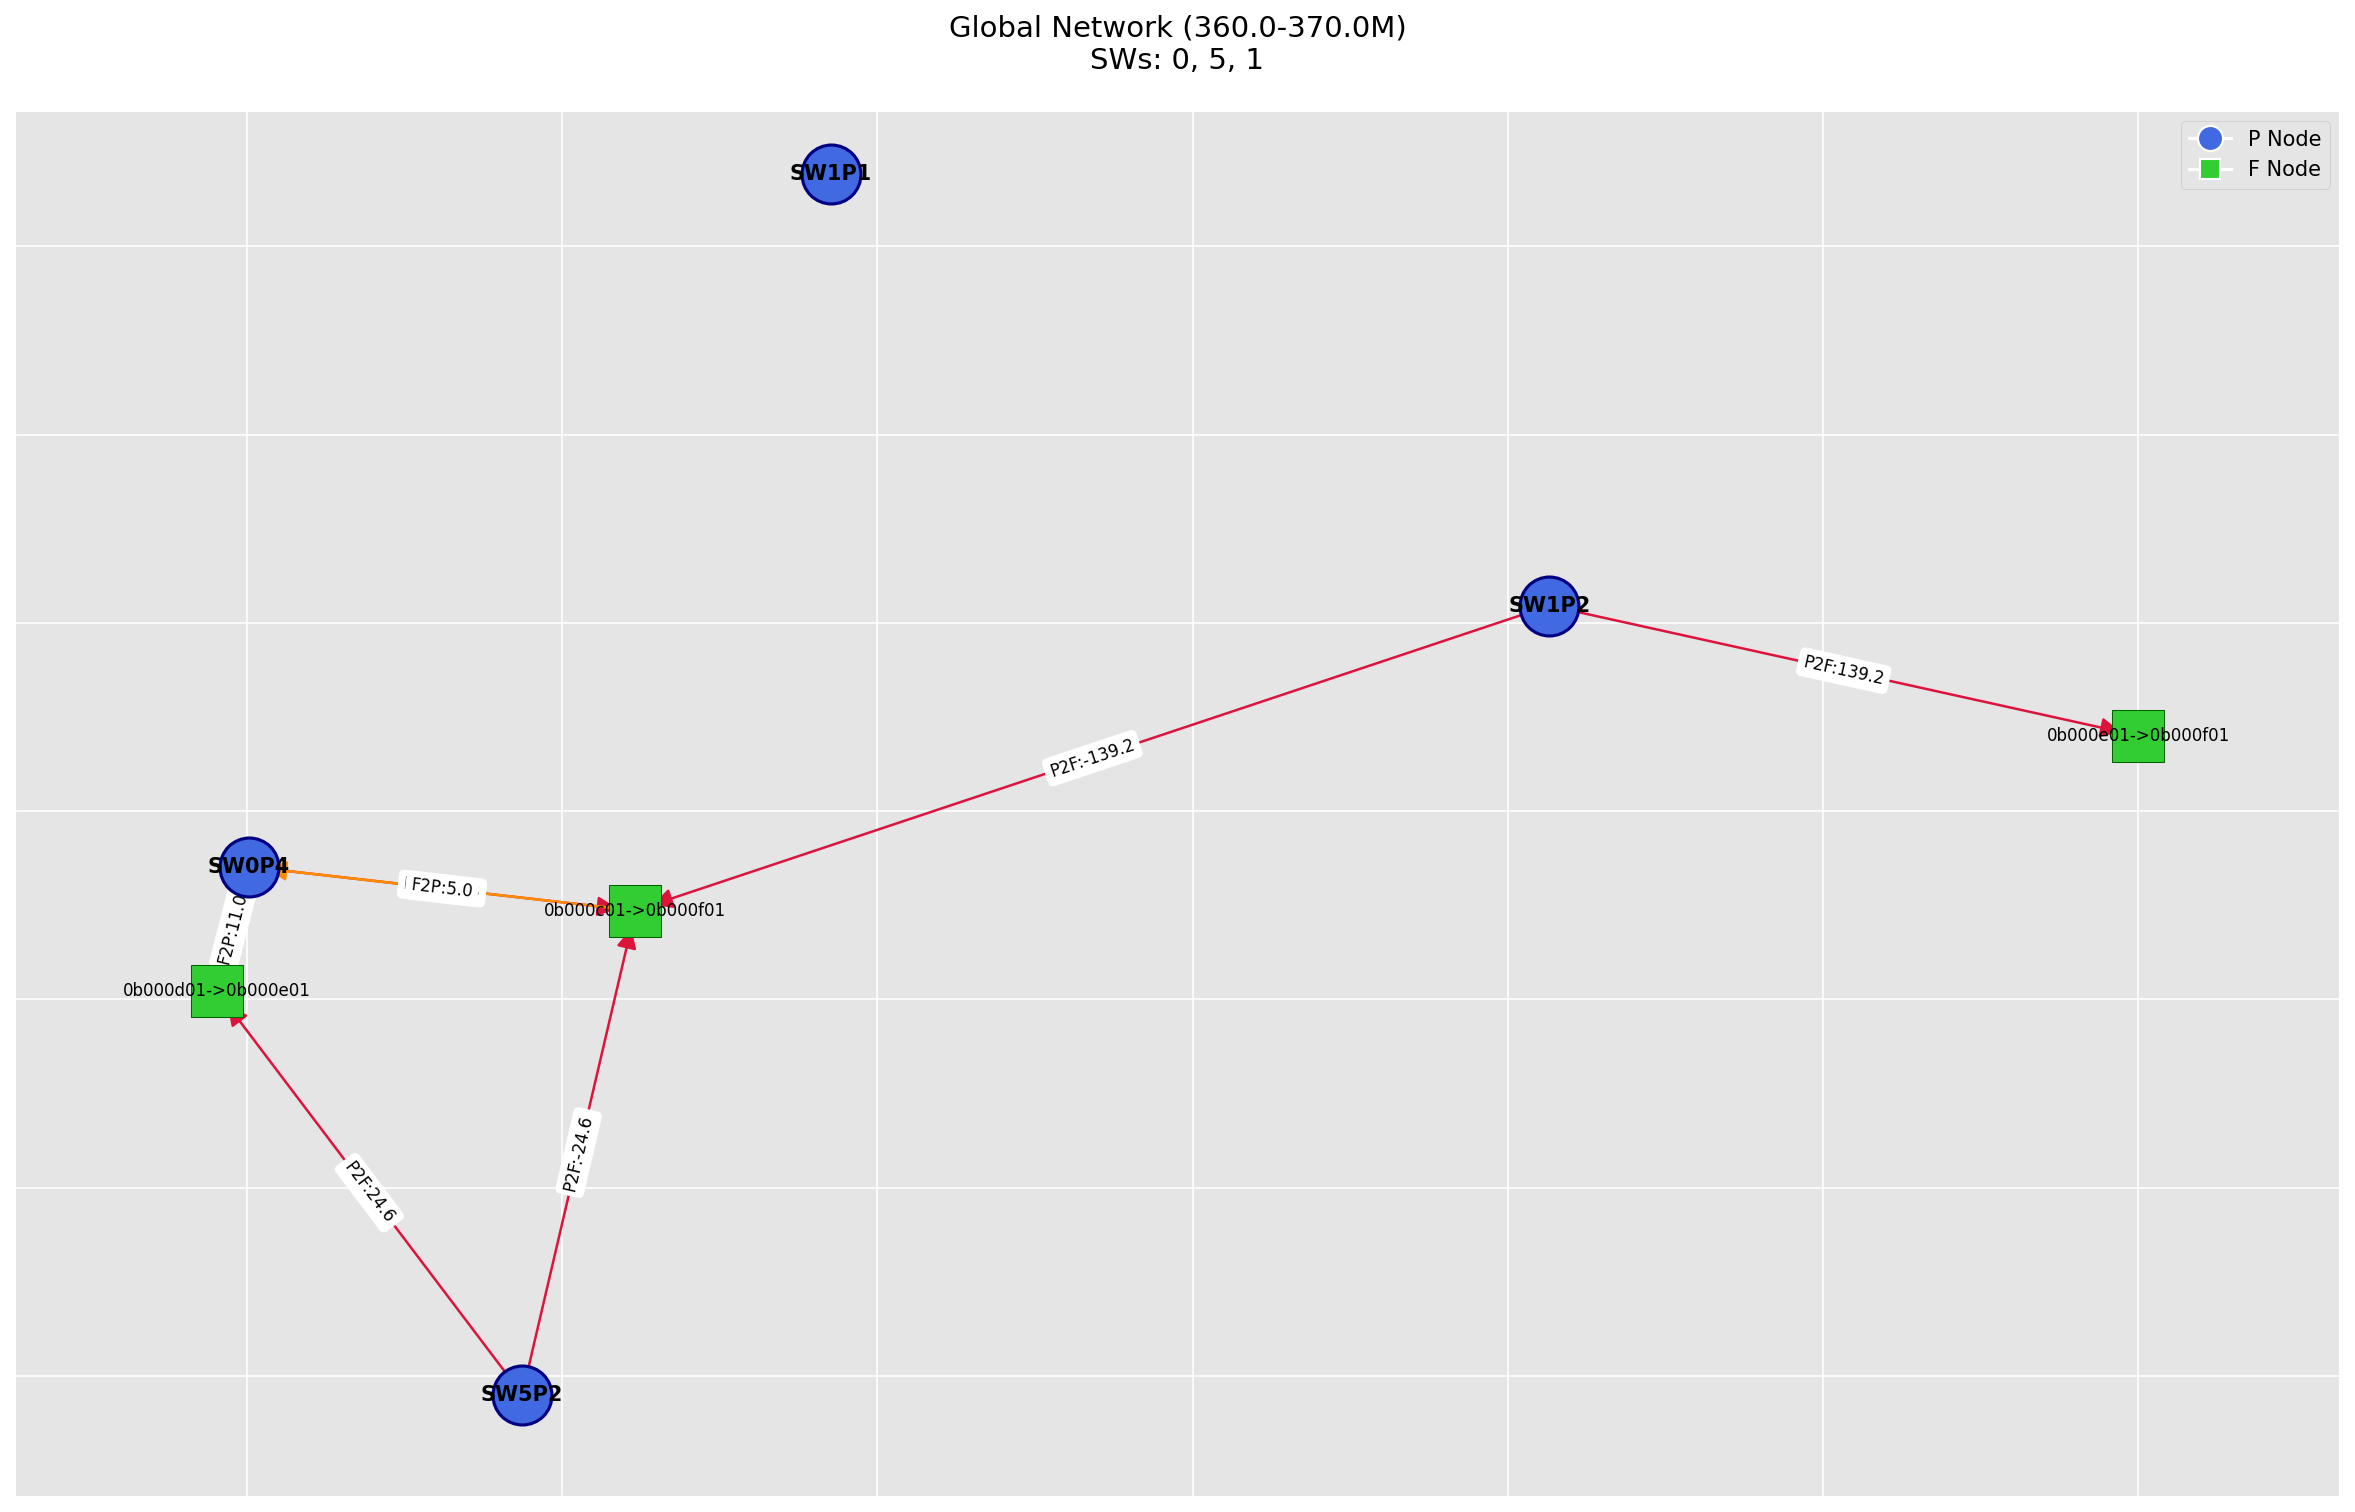 Global Network (360.0-370.0M)
SWs: 0, 5, 1
P Node
F Node
SW1P1
SW1P2
P2F:139.2
0b000e01->0b000f01
P2F:-139.2
SW0P4
F2P:5.0
0b000c01->0b000f01
F2P:11.0
0b000d01->0b000e01
P2F:-24.6
P2F:24.6
SW5P2